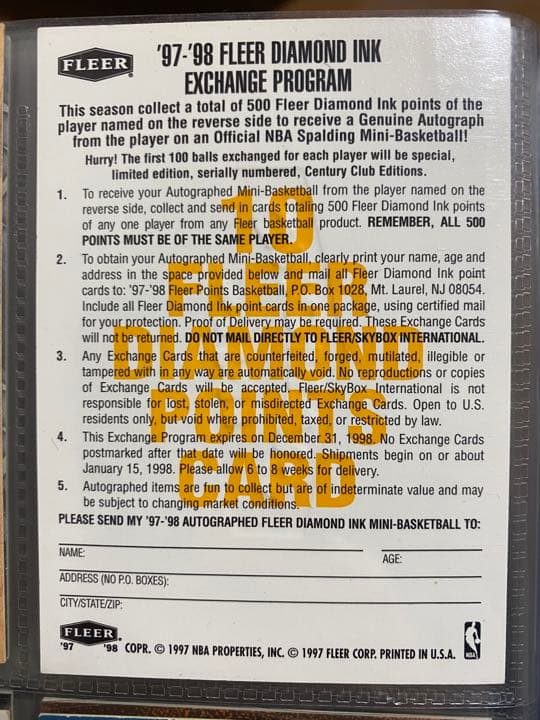 FLEER
'97-'98 FLEER DIAMOND INK
EXCHANGE PROGRAM
This season collect a total of 500 Fleer Diamond Ink points of the
player named on the reverse side to receive a Genuine Autograph
from the player on an Official NBA Spalding Mini-Basketball!
Hurry! The first 100 balls exchanged for each player will be special,
limited edition, serially numbered, Century Club Editions.
1. To receive your Autographed Mini-Basketball from the player named on the
reverse side, collect and send in cards totaling 500 Fleer Diamond Ink points
of any one player from any Fleer basketball product. REMEMBER, ALL 500
POINTS MUST BE OF THE SAME PLAYER.
2. To obtain your Autographed Mini-Basketball, clearly print your name, age and
address in the space provided below and mail all Fleer Diamond Ink point
cards to: '97-'98 Fleer Points Basketball, P.O. Box 1028, Mt. Laurel, NJ 08054.
Include all Fleer Diamond Ink point cards in one package, using certified mail
for your protection. Proof of Delivery may be required. These Exchange Cards
will not be returned. DO NOT MAIL DIRECTLY TO FLEER/SKYBOX INTERNATIONAL.
3. Any Exchange Cards that are counterfeited, forged, mutilated, illegible or
tampered with in any way are automatically void. No reproductions or copies
of Exchange Cards will be accepted. Fleer/SkyBox International is not
responsible for lost, stolen, or misdirected Exchange Cards. Open to U.S.
residents only, but void where prohibited, taxed, or restricted by law.
4. This Exchange Program expires on December 31, 1998. No Exchange Cards
postmarked after that date will be honored. Shipments begin on or about
January 15, 1998. Please allow 6 to 8 weeks for delivery.
5. Autographed items are fun to collect but are of indeterminate value and may
be subject to changing market conditions.
10
FLEER
DIAMOND
POINTS
CARD
PLEASE SEND MY '97-'98 AUTOGRAPHED FLEER DIAMOND INK MINI-BASKETBALL TO:
NAME: AGE:
ADDRESS (NO P.O. BOXES):
CITY/STATE/ZIP:
FLEER
'97 '98 COPR. © 1997 NBA PROPERTIES, INC. © 1997 FLEER CORP. PRINTED IN U.S.A.
NBA